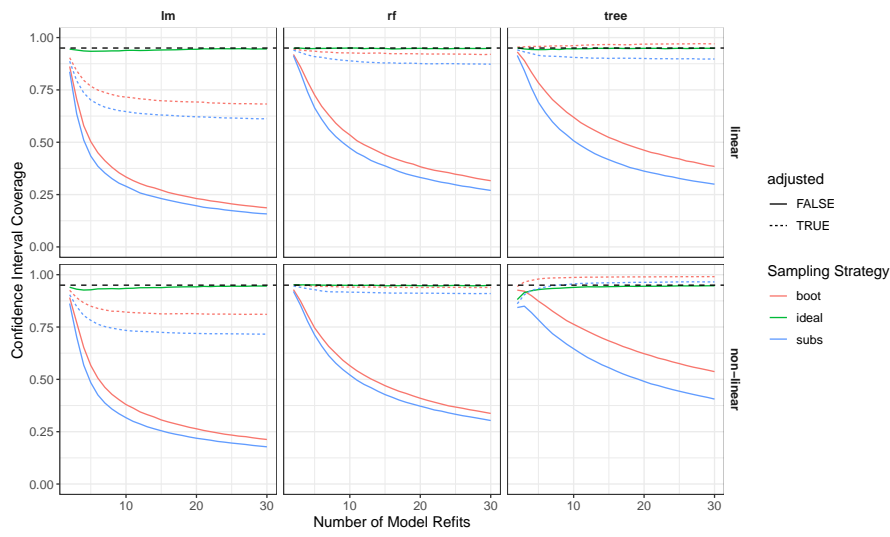 lm
rf
tree
1.00
0.75
0.50
0.25
0.00
linear
1.00
0.75
0.50
0.25
0.00
non−linear
10
20
30
10
20
30
10
20
30
Number of Model Refits
Confidence Interval Coverage
adjusted
FALSE
TRUE
Sampling Strategy
boot
ideal
subs